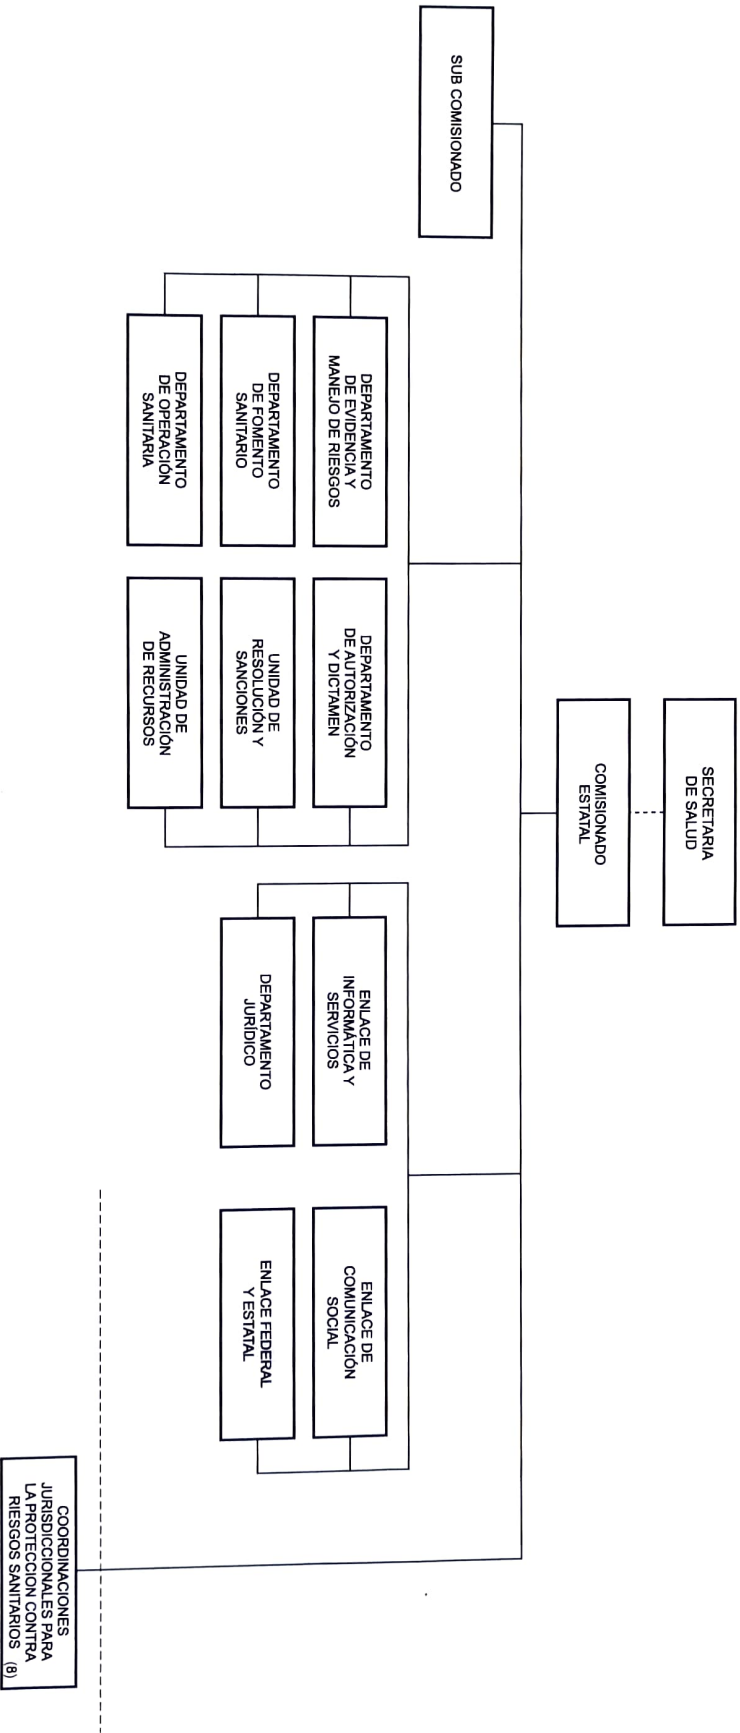 SECRETARIA
DE SALUD
COMISIONADO
ESTATAL
SUB COMISIONADO
DEPARTAMENTO
DE EVIDENCIA Y
MANEJO DE RIESGOS
DEPARTAMENTO
DE AUTORIZACIÓN
Y DICTAMEN
ENLACE DE
INFORMÁTICA Y
SERVICIOS
ENLACE DE
COMUNICACIÓN
SOCIAL
DEPARTAMENTO
DE FOMENTO
SANITARIO
UNIDAD DE
RESOLUCIÓN Y
SANCIONES
DEPARTAMENTO
JURÍDICO
ENLACE FEDERAL
Y ESTATAL
DEPARTAMENTO
DE OPERACIÓN
SANITARIA
UNIDAD DE
ADMINISTRACIÓN
DE RECURSOS
COORDINACIONES
JURISDICCIONALES PARA
LA PROTECCION CONTRA
RIESGOS SANITARIOS (8)